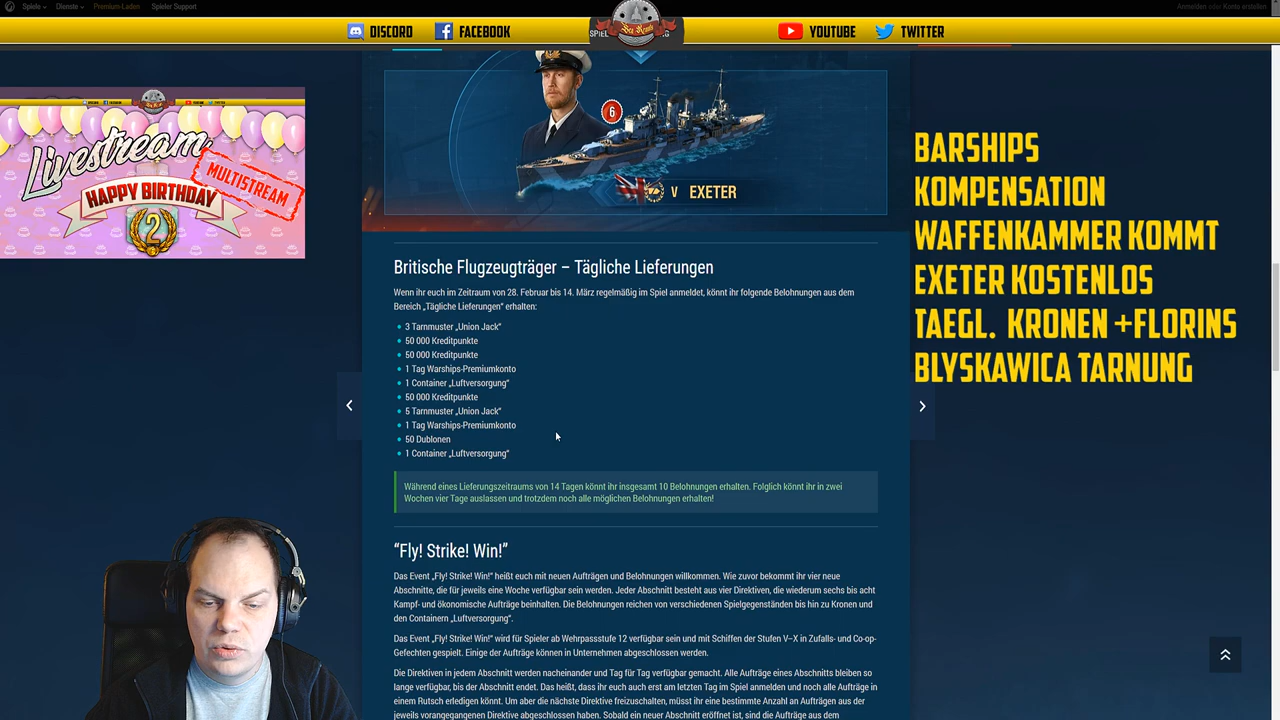 Spiele
Dienste
Premium-Laden
Spieler Support
Anmelden oder Konto erstellen
DISCORD
FACEBOOK
YOUTUBE
TWITTER
Livestream
MULTISTREAM
HAPPY BIRTHDAY
2
6
V EXETER
BARSHIPS
KOMPENSATION
WAFFENKAMMER KOMMT
EXETER KOSTENLOS
TAEGL. KRONEN +FLORINS
BLYSKAWICA TARNUNG
Britische Flugzeugträger – Tägliche Lieferungen
Wenn ihr euch im Zeitraum von 28. Februar bis 14. März regelmäßig im Spiel anmeldet, könnt ihr folgende Belohnungen aus dem
Bereich „Tägliche Lieferungen“ erhalten:
3 Tarnmuster „Union Jack“
50 000 Kreditpunkte
50 000 Kreditpunkte
1 Tag Warships-Premiumkonto
1 Container „Luftversorgung“
50 000 Kreditpunkte
5 Tarnmuster „Union Jack“
1 Tag Warships-Premiumkonto
50 Dublonen
1 Container „Luftversorgung“
Während eines Lieferungszeitraums von 14 Tagen könnt ihr insgesamt 10 Belohnungen erhalten. Folglich könnt ihr in zwei
Wochen vier Tage auslassen und trotzdem noch alle möglichen Belohnungen erhalten!
“Fly! Strike! Win!”
Das Event „Fly! Strike! Win!“ heißt euch mit neuen Aufträgen und Belohnungen willkommen. Wie zuvor bekommt ihr vier neue
Abschnitte, die für jeweils eine Woche verfügbar sein werden. Jeder Abschnitt besteht aus vier Direktiven, die wiederum sechs bis acht
Kampf- und ökonomische Aufträge beinhalten. Die Belohnungen reichen von verschiedenen Spielgegenständen bis hin zu Kronen und
den Containern „Luftversorgung“.
Das Event „Fly! Strike! Win!“ wird für Spieler ab Wehrpassstufe 12 verfügbar sein und mit Schiffen der Stufen V–X in Zufalls- und Co-op-
Gefechten gespielt. Einige der Aufträge können in Unternehmen abgeschlossen werden.
Die Direktiven in jedem Abschnitt werden nacheinander und Tag für Tag verfügbar gemacht. Alle Aufträge eines Abschnitts bleiben so
lange verfügbar, bis der Abschnitt endet. Das heißt, dass ihr euch auch erst am letzten Tag im Spiel anmelden und noch alle Aufträge in
einem Rutsch erledigen könnt. Um aber die nächste Direktive freizuschalten, müsst ihr eine bestimmte Anzahl an Aufträgen aus der
jeweils vorangegangenen Direktive abgeschlossen haben. Sobald ein neuer Abschnitt eröffnet ist, sind die Aufträge aus dem